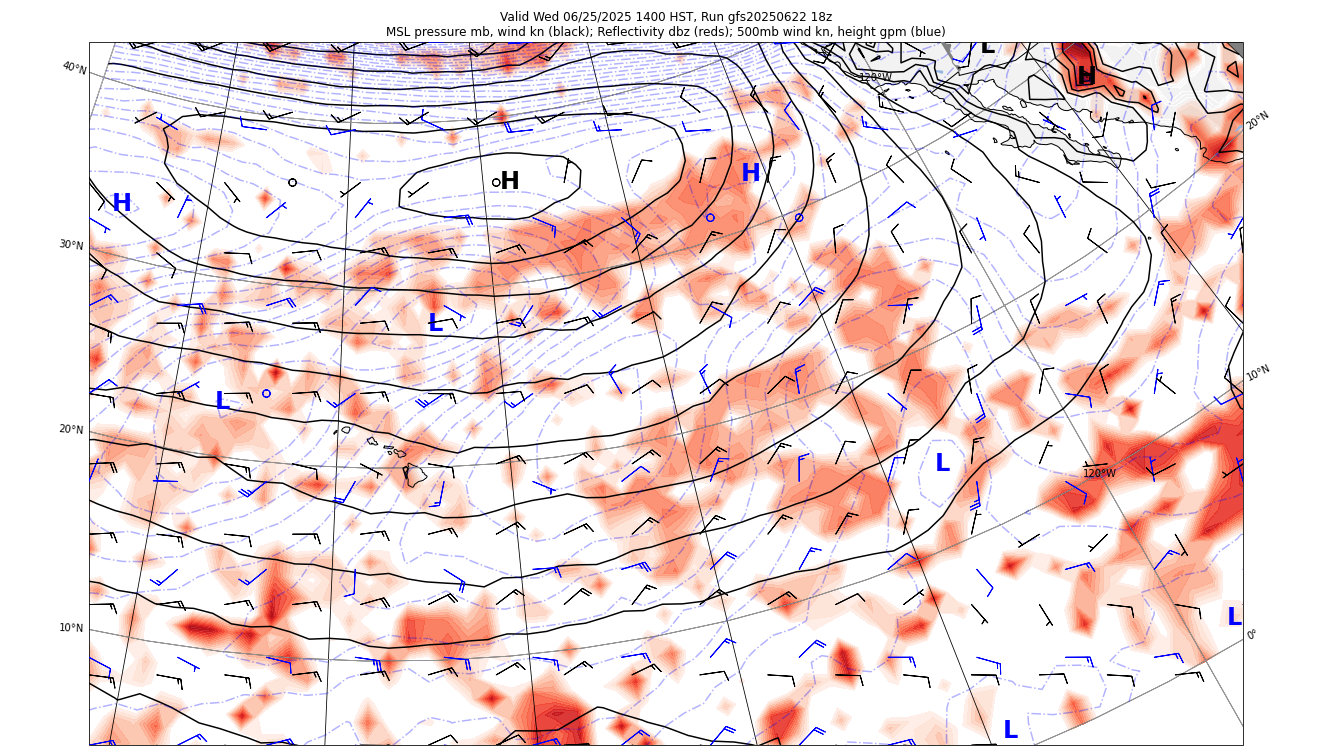 Valid Wed 06/25/2025 1400 HST, Run gfs20250622 18z
MSL pressure mb, wind kn (black); Reflectivity dbz (reds); 500mb wind kn, height gpm (blue)
L
40°N
120°W
H
20°N
H
H
H
30°N
L
10°N
L
20°N
L
120°W
L
10°N
0°
L